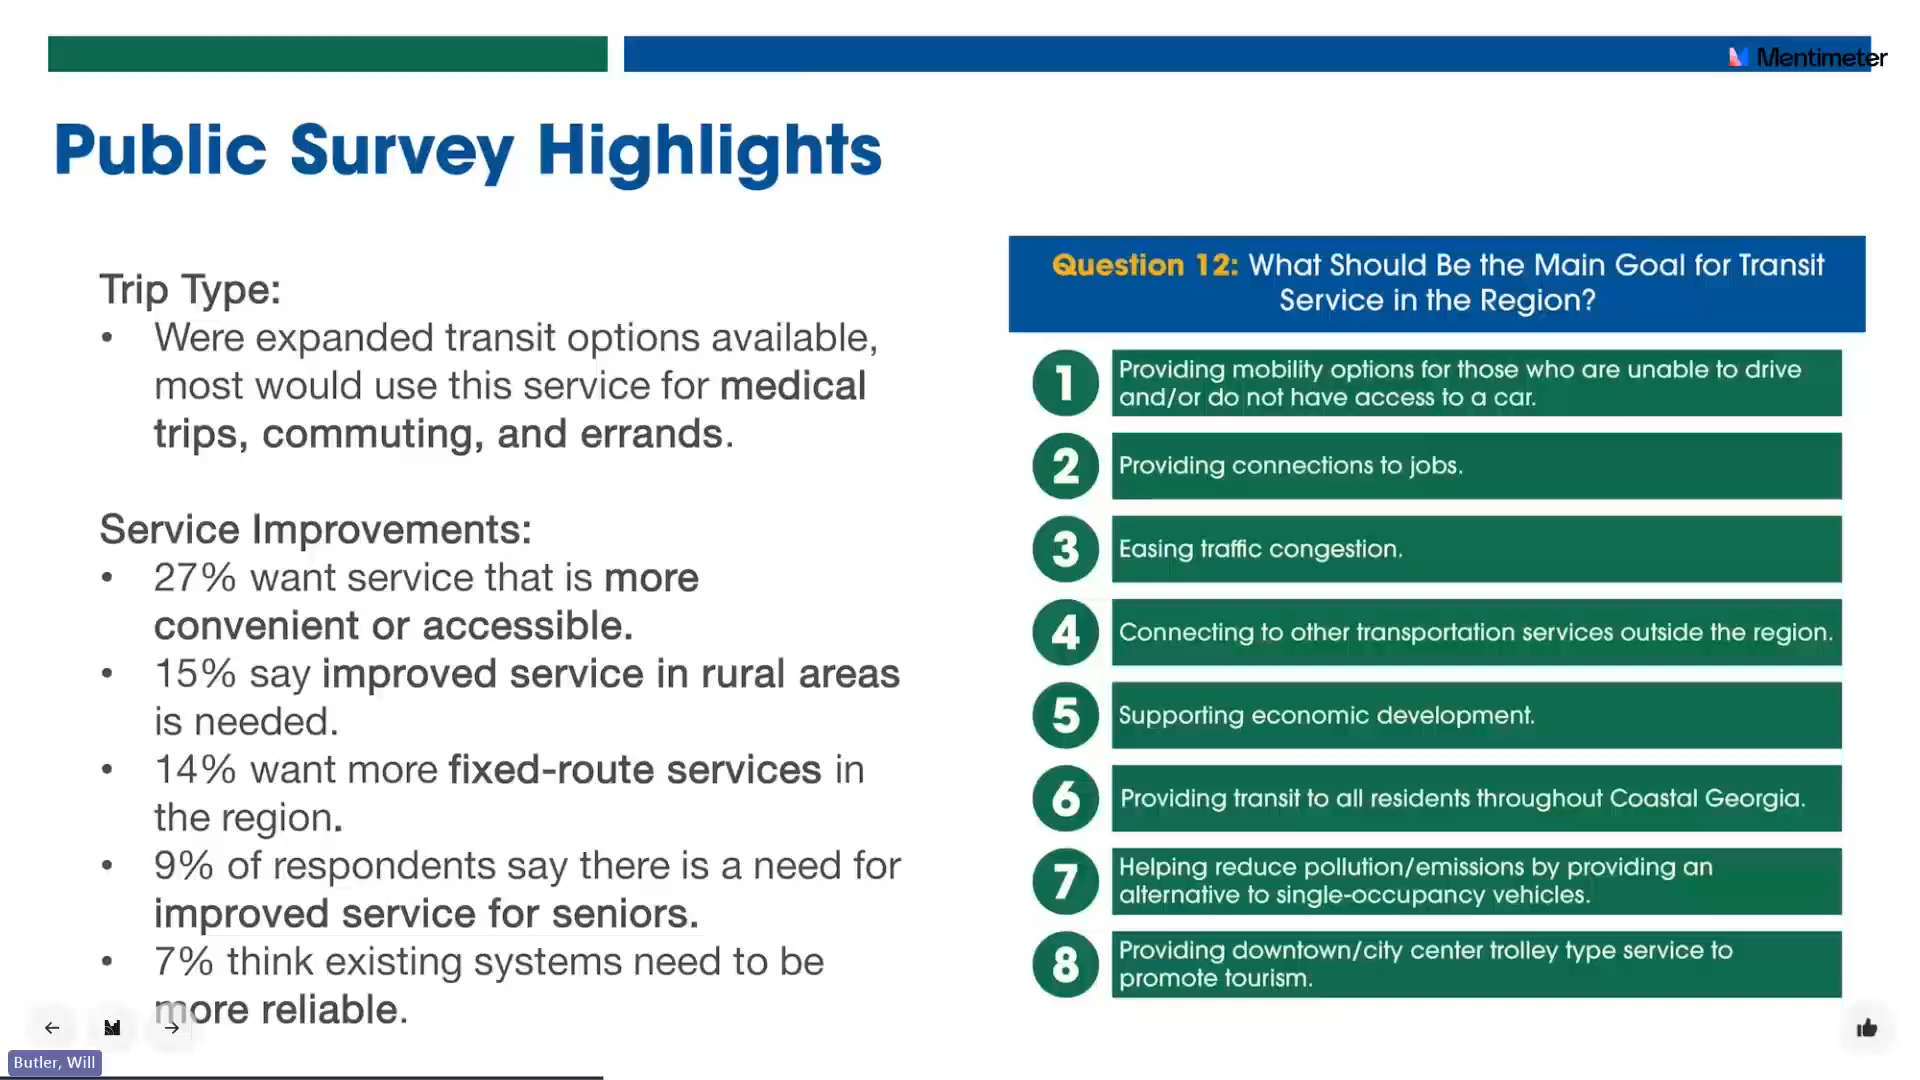 Mentimeter
Public Survey Highlights
Trip Type:
• Were expanded transit options available,
most would use this service for medical
trips, commuting, and errands.
Service Improvements:
• 27% want service that is more
convenient or accessible.
• 15% say improved service in rural areas
is needed.
• 14% want more fixed-route services in
the region.
• 9% of respondents say there is a need for
improved service for seniors.
• 7% think existing systems need to be
more reliable.
Question 12: What Should Be the Main Goal for Transit
Service in the Region?
1 Providing mobility options for those who are unable to drive
and/or do not have access to a car.
2 Providing connections to jobs.
3 Easing traffic congestion.
4 Connecting to other transportation services outside the region.
5 Supporting economic development.
6 Providing transit to all residents throughout Coastal Georgia.
7 Helping reduce pollution/emissions by providing an
alternative to single-occupancy vehicles.
8 Providing downtown/city center trolley type service to
promote tourism.
Butler, Will